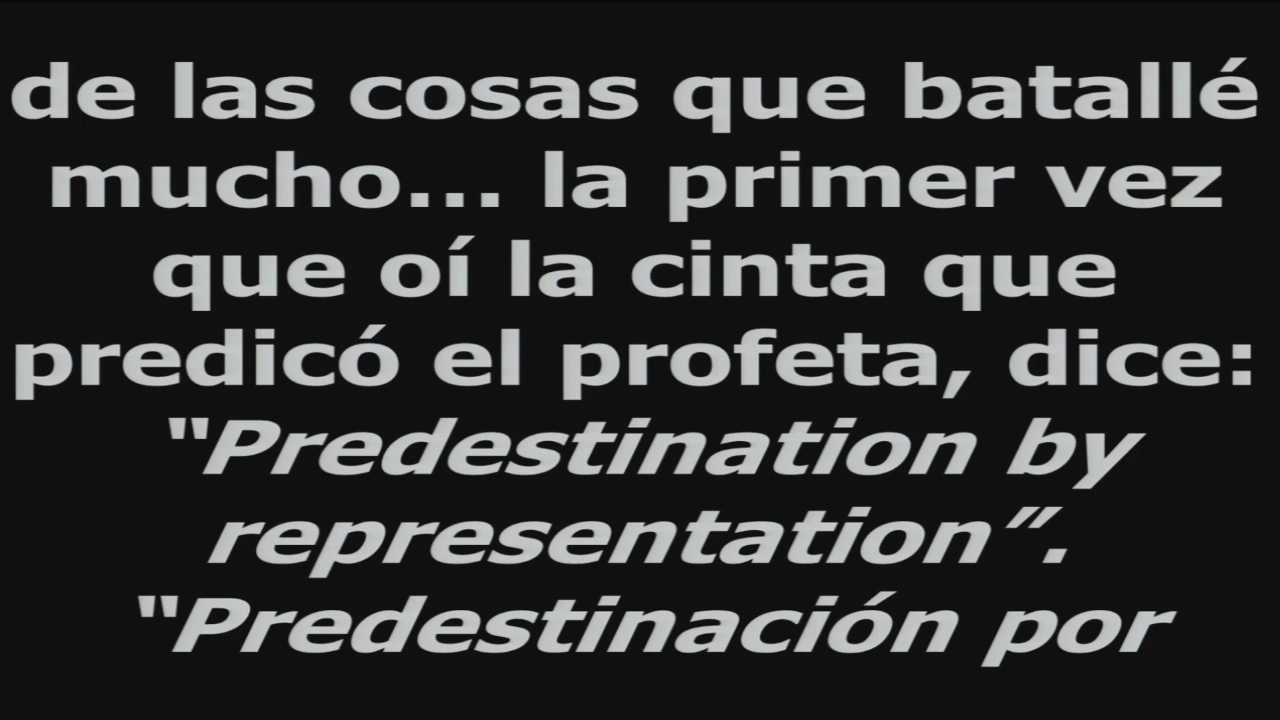 de las cosas que batallé
mucho... la primer vez
que oí la cinta que
predicó el profeta, dice:
“Predestination by
representation”.
“Predestinación por